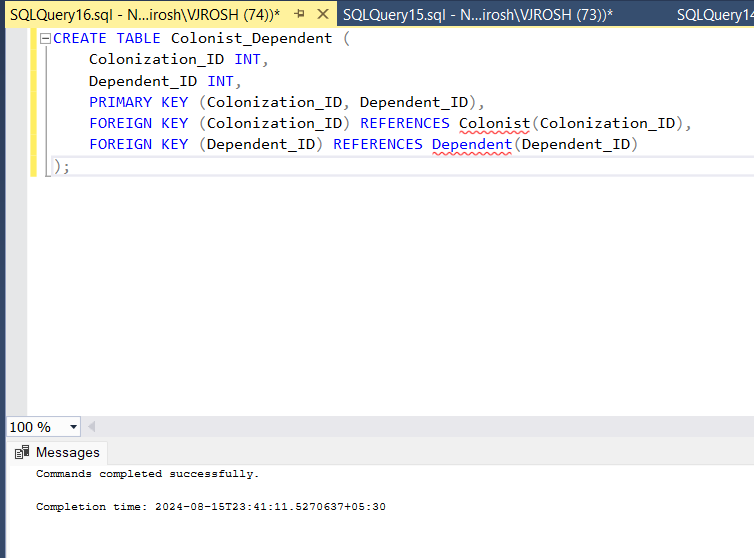 SQLQuery16.sql - N...irosh\VJROSH (74))* SQLQuery15.sql - N...irosh\VJROSH (73))* SQLQuery14
CREATE TABLE Colonist_Dependent (
Colonization_ID INT,
Dependent_ID INT,
PRIMARY KEY (Colonization_ID, Dependent_ID),
FOREIGN KEY (Colonization_ID) REFERENCES Colonist(Colonization_ID),
FOREIGN KEY (Dependent_ID) REFERENCES Dependent(Dependent_ID)
);
100 %
Messages
Commands completed successfully.
Completion time: 2024-08-15T23:41:11.5270637+05:30